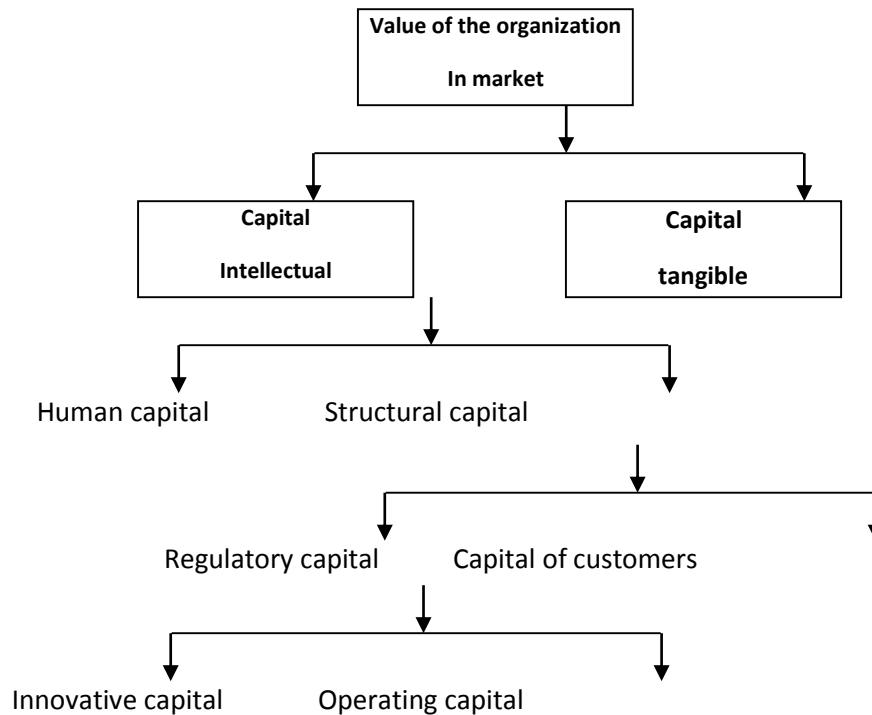 Value of the organization
In market
Capital
Intellectual
Capital
tangible
Human capital
Structural capital
Regulatory capital
Capital of customers
Innovative capital
Operating capital